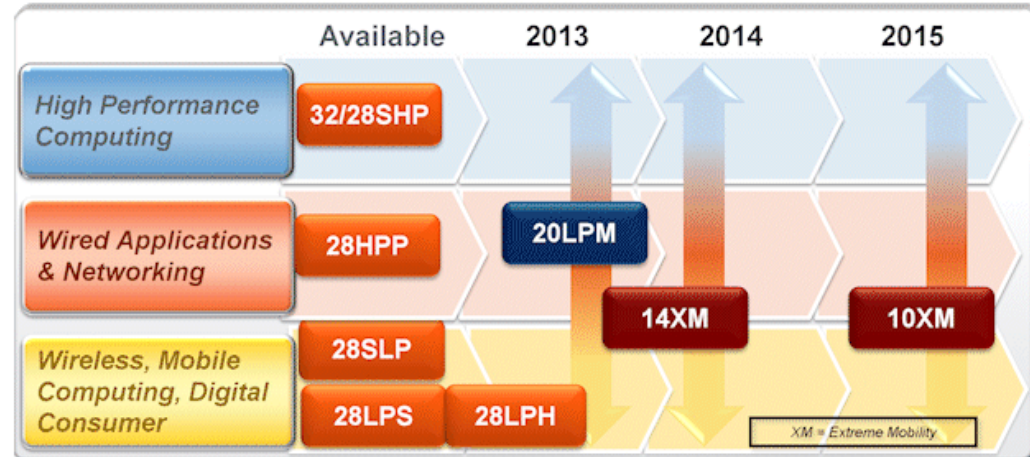 Available 2013 2014 2015
High Performance
Computing
32/28SHP
Wired Applications
& Networking
28HPP
20LPM
14XM
10XM
Wireless, Mobile
Computing, Digital
Consumer
28SLP
28LPS
28LPH
XM = Extreme Mobility